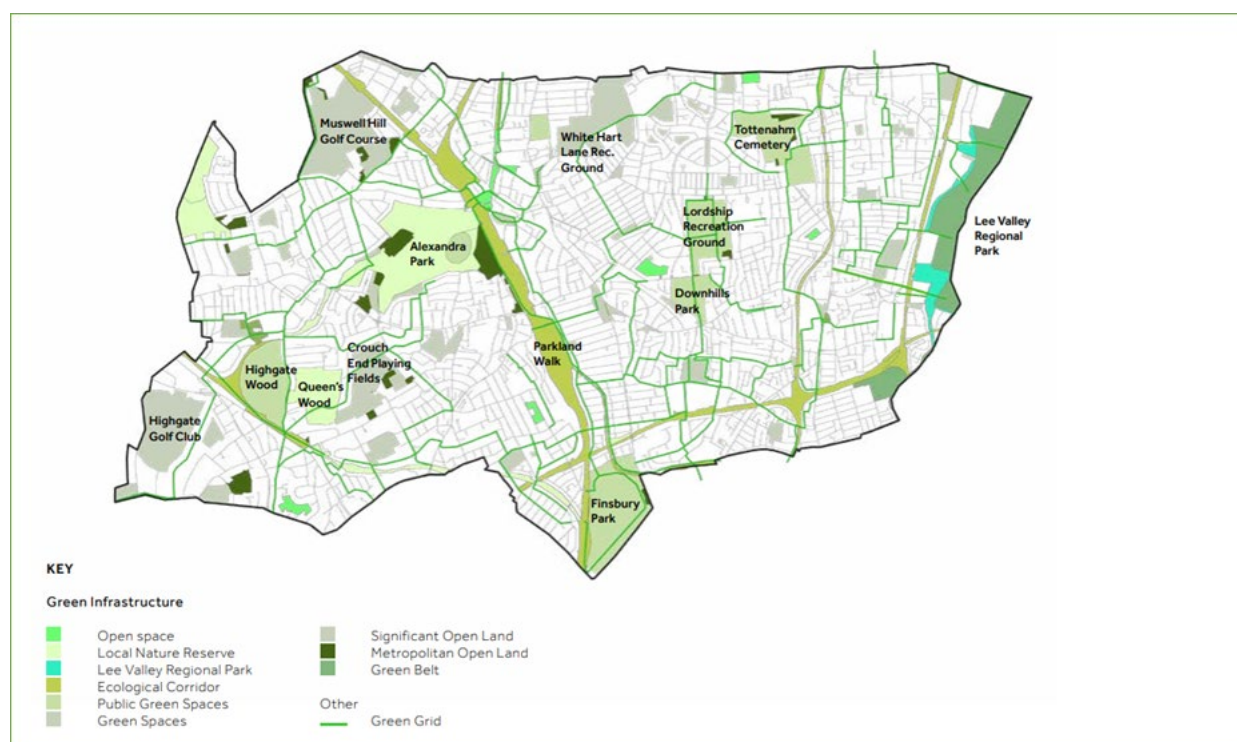 Muswell Hill
Golf Course
White Hart
Lane Rec.
Ground
Tottenahm
Cemetery
Lordship
Recreation
Ground
Lee Valley
Regional
Park
Alexandra
Park
Downhills
Park
Crouch
End Playing
Fields
Parkland
Walk
Highgate
Wood
Queen's
Wood
Highgate
Golf Club
Finsbury
Park
KEY
Green Infrastructure
Open space
Local Nature Reserve
Lee Valley Regional Park
Ecological Corridor
Public Green Spaces
Green Spaces
Significant Open Land
Metropolitan Open Land
Green Belt
Other
Green Grid